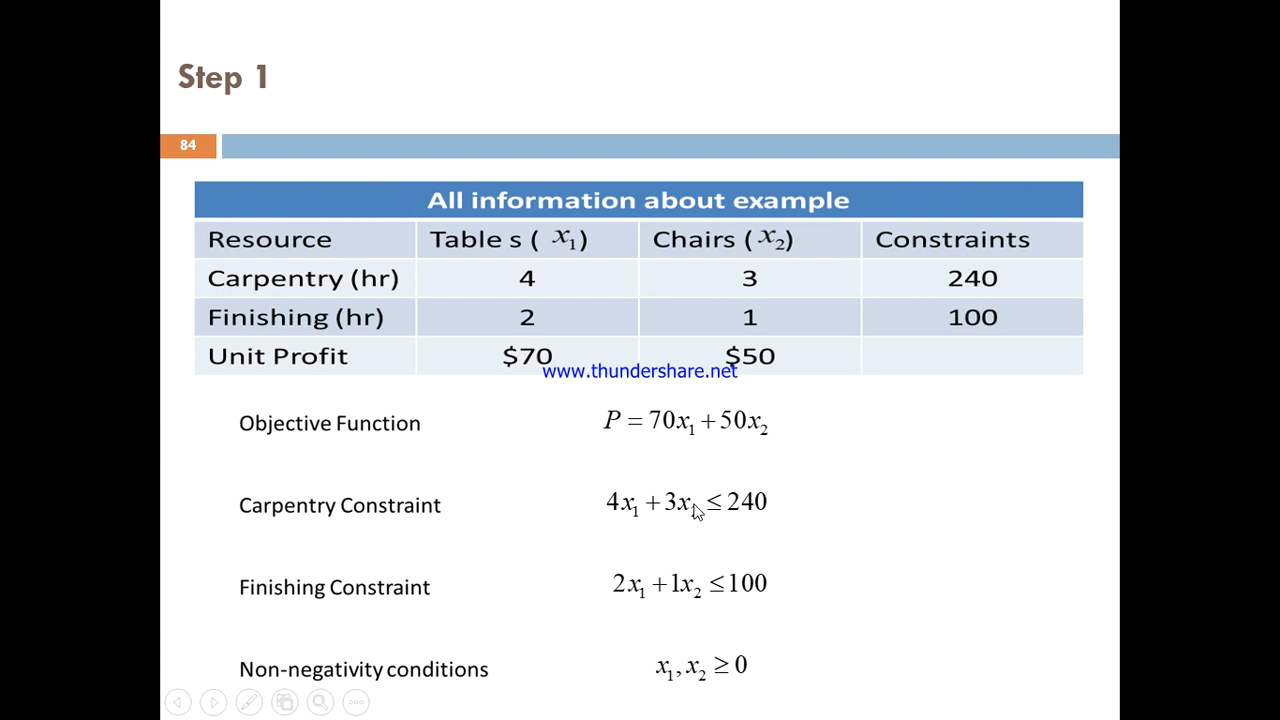 Step 1
84
All information about example
Resource Table s ( x₁) Chairs ( x₂) Constraints
Carpentry (hr) 4 3 240
Finishing (hr) 2 1 100
Unit Profit $70 $50
www.thundershare.net
Objective Function P = 70x₁ + 50x₂
Carpentry Constraint 4x₁ + 3x₁ ≤ 240
Finishing Constraint 2x₁ + 1x₂ ≤ 100
Non-negativity conditions x₁, x₂ ≥ 0